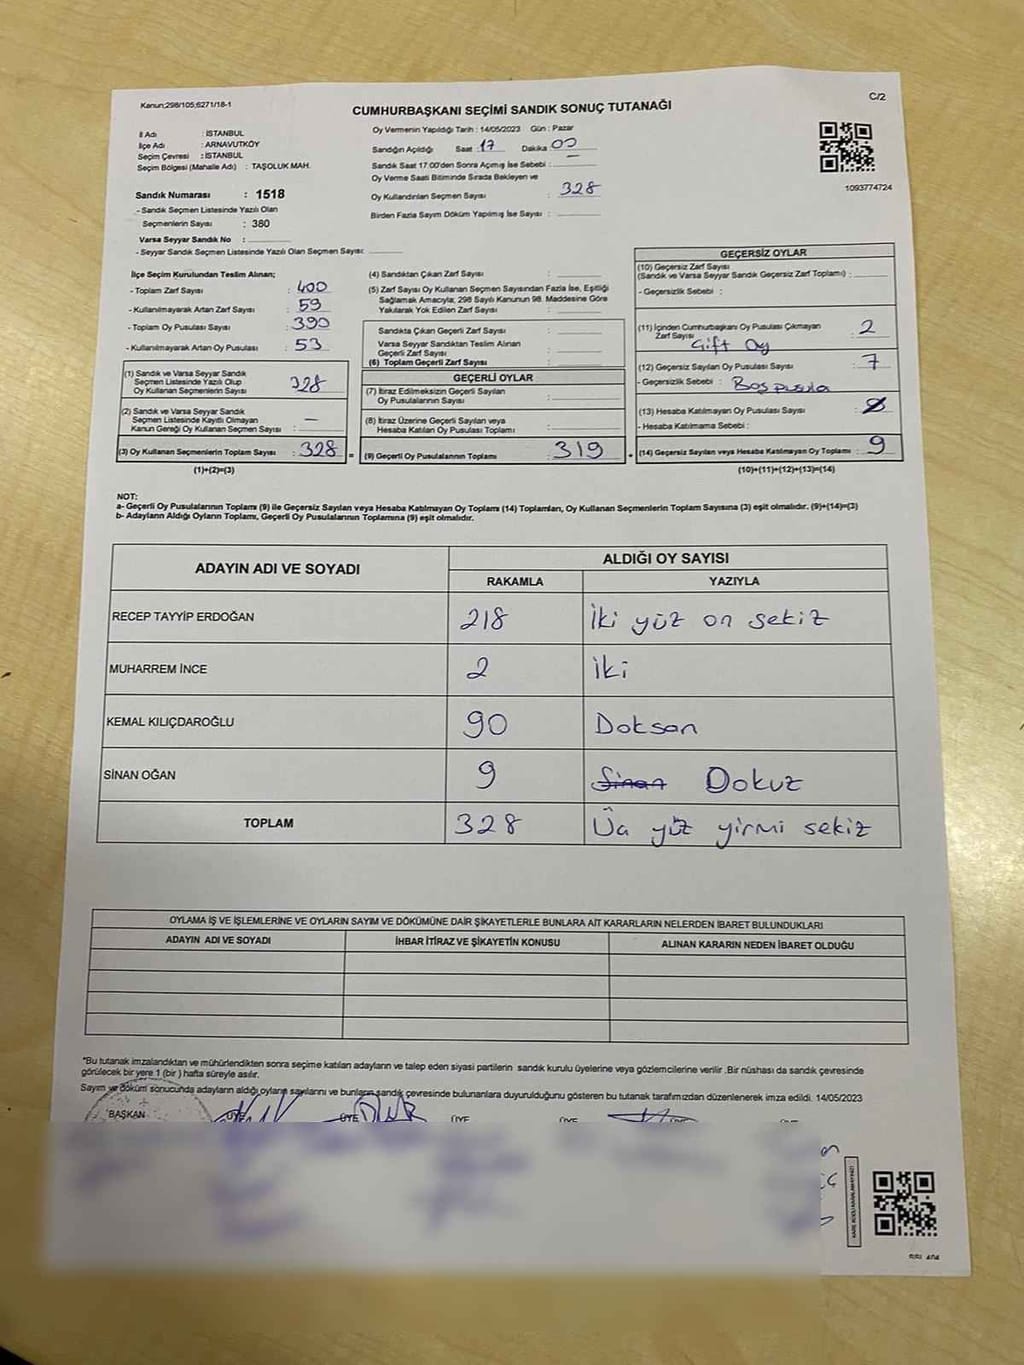 Kanun;298/105;6271/18-1
C/2
CUMHURBAŞKANI SEÇİMİ SANDIK SONUÇ TUTANAĞI
İl Adı : İSTANBUL
İlçe Adı : ARNAVUTKÖY
Seçim Çevresi : İSTANBUL
Seçim Bölgesi (Mahalle Adı) : TAŞOLUK MAH.
Sandık Numarası : 1518
- Sandık Seçmen Listesinde Yazılı Olan
Seçmenlerin Sayısı : 380
Varsa Seyyar Sandık No :
- Seyyar Sandık Seçmen Listesinde Yazılı Olan Seçmen Sayısı:
Oy Vermenin Yapıldığı Tarih : 14/05/2023 Gün : Pazar
Sandığın Açıldığı Saat : 17 Dakika : 00
Sandık Saat 17:00'den Sonra Açılmış İse Sebebi : —
Oy Verme Saati Bitiminde Sırada Bekleyen ve
Oy Kullandırılan Seçmen Sayısı : 328
Birden Fazla Sayım Döküm Yapılmış İse Sayısı :
1093774724
İlçe Seçim Kurulundan Teslim Alınan;
- Toplam Zarf Sayısı : 400
- Kullanılmayarak Artan Zarf Sayısı : 59
- Toplam Oy Pusulası Sayısı : 390
- Kullanılmayarak Artan Oy Pusulası : 53
(1) Sandık ve Varsa Seyyar Sandık
Seçmen Listesinde Yazılı Olup
Oy Kullanan Seçmenlerin Sayısı : 328
(2) Sandık ve Varsa Seyyar Sandık
Seçmen Listesinde Kayıtlı Olmayan
Kanun Gereği Oy Kullanan Seçmen Sayısı : —
(3) Oy Kullanan Seçmenlerin Toplam Sayısı : 328
(1)+(2)=(3)
(4) Sandıktan Çıkan Zarf Sayısı :
(5) Zarf Sayısı Oy Kullanan Seçmen Sayısından Fazla İse, Eşitliği
Sağlamak Amacıyla; 298 Sayılı Kanunun 98. Maddesine Göre
Yakılarak Yok Edilen Zarf Sayısı :
Sandıkta Çıkan Geçerli Zarf Sayısı :
Varsa Seyyar Sandıktan Teslim Alınan
Geçerli Zarf Sayısı :
(6) Toplam Geçerli Zarf Sayısı :
GEÇERLİ OYLAR
(7) İtiraz Edilmeksizin Geçerli Sayılan
Oy Pusulalarının Sayısı :
(8) İtiraz Üzerine Geçerli Sayılan veya
Hesaba Katılan Oy Pusulası Toplamı :
= (9) Geçerli Oy Pusulalarının Toplamı : 319 +
GEÇERSİZ OYLAR
(10) Geçersiz Zarf Sayısı
(Sandık ve Varsa Seyyar Sandık Geçersiz Zarf Toplamı) :
- Geçersizlik Sebebi :
(11) İçinden Cumhurbaşkanı Oy Pusulası Çıkmayan
Zarf Sayısı : 2
Çift Oy
(12) Geçersiz Sayılan Oy Pusulası Sayısı : 7
- Geçersizlik Sebebi : Boş pusula
(13) Hesaba Katılmayan Oy Pusulası Sayısı :
- Hesaba Katılmama Sebebi :
(14) Geçersiz Sayılan veya Hesaba Katılmayan Oy Toplamı : 9
(10)+(11)+(12)+(13)=(14)
NOT:
a- Geçerli Oy Pusulalarının Toplamı (9) ile Geçersiz Sayılan veya Hesaba Katılmayan Oy Toplamı (14) Toplamları, Oy Kullanan Seçmenlerin Toplam Sayısına (3) eşit olmalıdır. (9)+(14)=(3)
b- Adayların Aldığı Oyların Toplamı, Geçerli Oy Pusulalarının Toplamına (9) eşit olmalıdır.
ADAYIN ADI VE SOYADI ALDIĞI OY SAYISI
RAKAMLA YAZIYLA
RECEP TAYYİP ERDOĞAN 218 İki yüz on sekiz
MUHARREM İNCE 2 İki
KEMAL KILIÇDAROĞLU 90 Doksan
SİNAN OĞAN 9 Sinan Dokuz
TOPLAM 328 Üç yüz yirmi sekiz
OYLAMA İŞ VE İŞLEMLERİNE VE OYLARIN SAYIM VE DÖKÜMÜNE DAİR ŞİKAYETLERLE BUNLARA AİT KARARLARIN NELERDEN İBARET BULUNDUKLARI
ADAYIN ADI VE SOYADI İHBAR İTİRAZ VE ŞİKAYETİN KONUSU ALINAN KARARIN NEDEN İBARET OLDUĞU
*Bu tutanak imzalandıktan ve mühürlendikten sonra seçime katılan adayların ve talep eden siyasi partilerin sandık kurulu üyelerine veya gözlemcilerine verilir .Bir nüshası da sandık çevresinde
görülecek bir yere 1 (bir ) hafta süreyle asılır.
Sayım ve döküm sonucunda adayların aldığı oyların sayılarını ve bunların sandık çevresinde bulunanlara duyurulduğunu gösteren bu tutanak tarafımızdan düzenlenerek imza edildi. 14/05/2023
BAŞKAN ÜYE ÜYE ÜYE ÜYE ÜYE